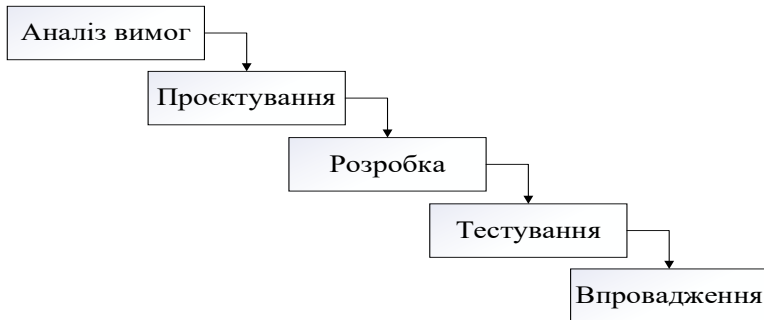 Аналіз вимог
Проєктування
Розробка
Тестування
Впровадження